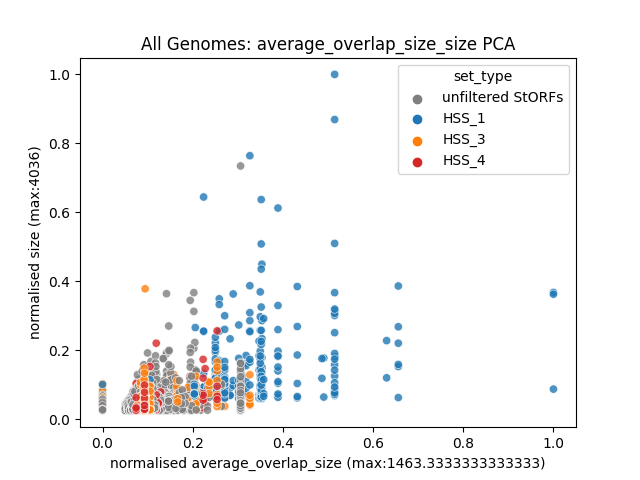 All Genomes: average_overlap_size_size PCA
set_type
unfiltered StORFs
HSS_1
HSS_3
HSS_4
normalised size (max:4036)
1.0
0.8
0.6
0.4
0.2
0.0
0.0 0.2 0.4 0.6 0.8 1.0
normalised average_overlap_size (max:1463.3333333333333)